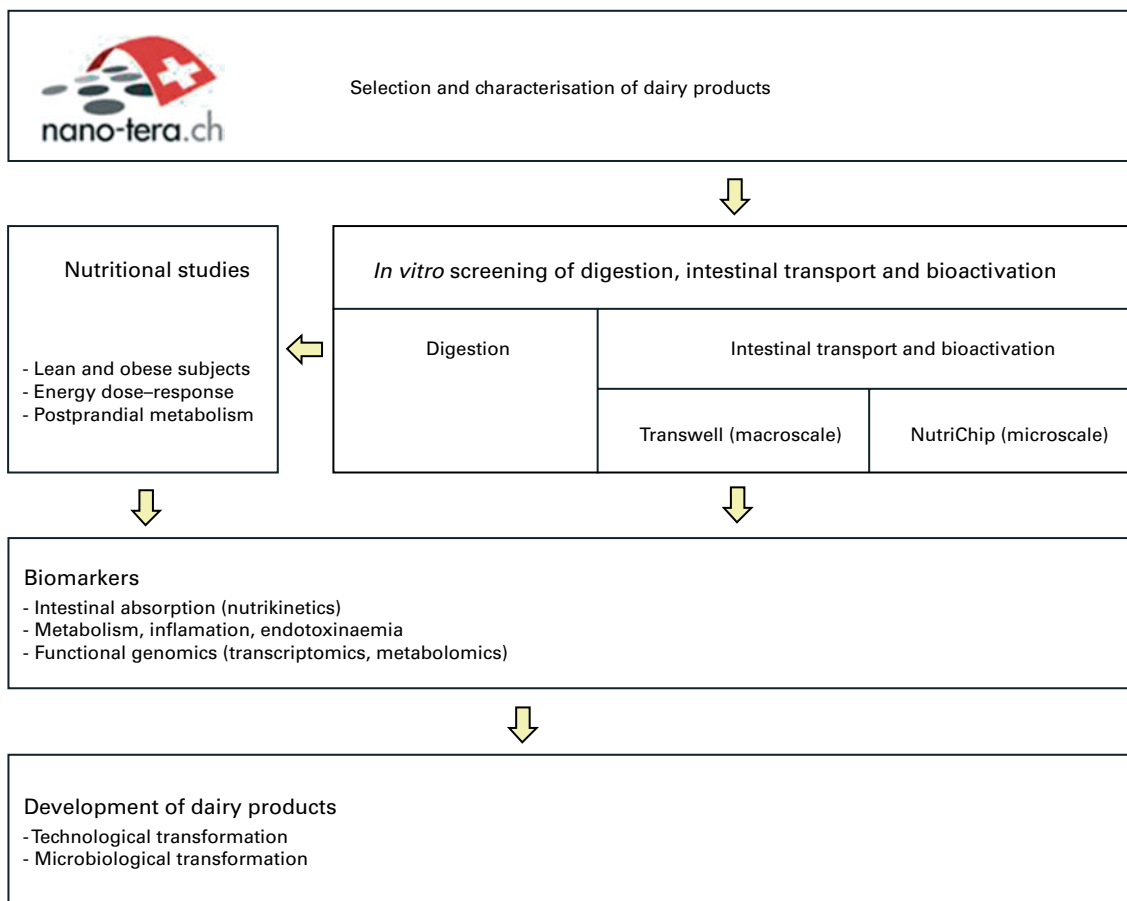 nano-tera.ch
Selection and characterisation of dairy products
Nutritional studies
- Lean and obese subjects
- Energy dose–response
- Postprandial metabolism
In vitro screening of digestion, intestinal transport and bioactivation
Digestion
Intestinal transport and bioactivation
Transwell (macroscale)
NutriChip (microscale)
Biomarkers
- Intestinal absorption (nutrikinetics)
- Metabolism, inflamation, endotoxinaemia
- Functional genomics (transcriptomics, metabolomics)
Development of dairy products
- Technological transformation
- Microbiological transformation